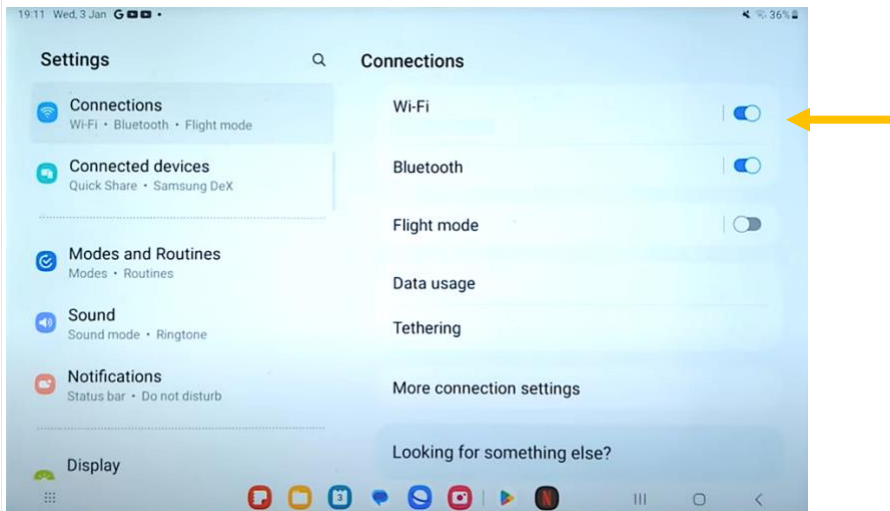 19:11 Wed, 3 Jan G
36%
Settings
Connections
Wi-Fi • Bluetooth • Flight mode
Connected devices
Quick Share • Samsung DeX
Modes and Routines
Modes • Routines
Sound
Sound mode • Ringtone
Notifications
Status bar • Do not disturb
Display
Connections
Wi-Fi
Bluetooth
Flight mode
Data usage
Tethering
More connection settings
Looking for something else?
3
N